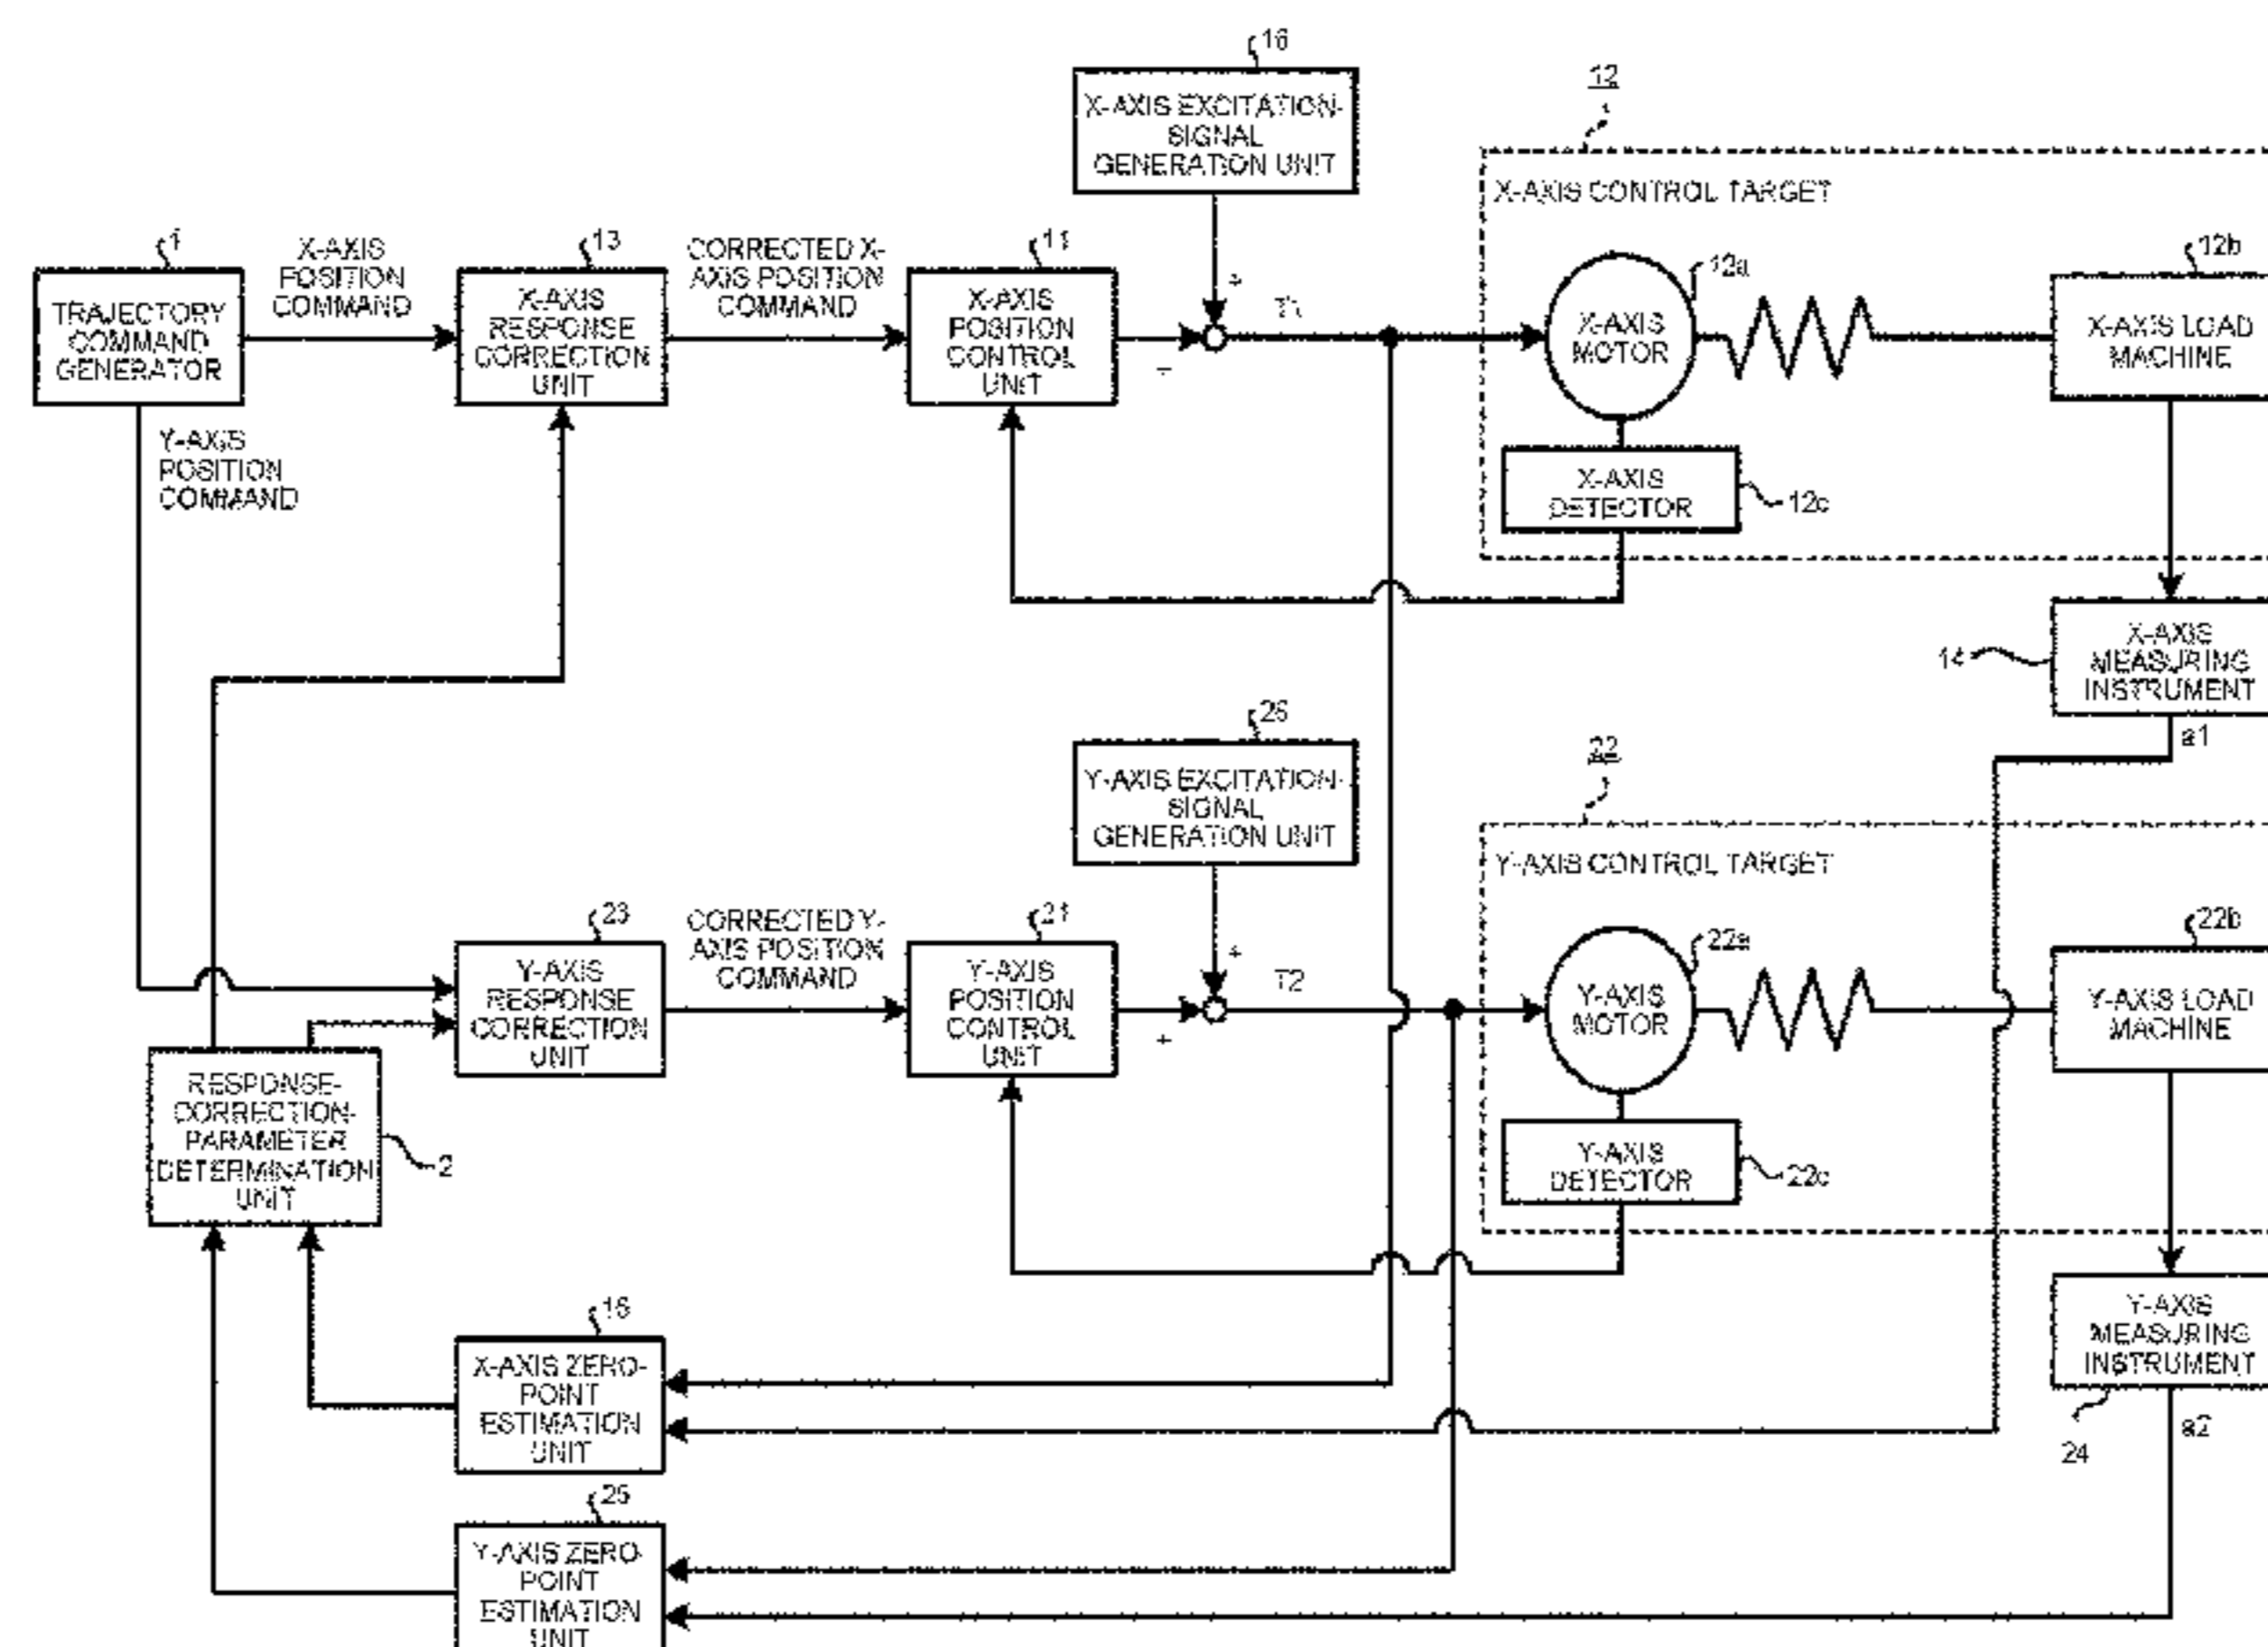 16
X-AXIS EXCITATION-
SIGNAL
GENERATION UNIT
12
X-AXIS CONTROL TARGET
1
TRAJECTORY
COMMAND
GENERATOR
X-AXIS
POSITION
COMMAND
13
X-AXIS
RESPONSE
CORRECTION
UNIT
CORRECTED X-
AXIS POSITION
COMMAND
11
X-AXIS
POSITION
CONTROL
UNIT
+
+
T1
12a
X-AXIS
MOTOR
12b
X-AXIS LOAD
MACHINE
Y-AXIS
POSITION
COMMAND
X-AXIS
DETECTOR
12c
14
X-AXIS
MEASURING
INSTRUMENT
a1
26
Y-AXIS EXCITATION-
SIGNAL
GENERATION UNIT
22
Y-AXIS CONTROL TARGET
23
Y-AXIS
RESPONSE
CORRECTION
UNIT
CORRECTED Y-
AXIS POSITION
COMMAND
21
Y-AXIS
POSITION
CONTROL
UNIT
+
+
T2
22a
Y-AXIS
MOTOR
22b
Y-AXIS LOAD
MACHINE
RESPONSE-
CORRECTION-
PARAMETER
DETERMINATION
UNIT
2
Y-AXIS
DETECTOR
22c
Y-AXIS
MEASURING
INSTRUMENT
24
a2
X-AXIS ZERO-
POINT
ESTIMATION
UNIT
25
Y-AXIS ZERO-
POINT
ESTIMATION
UNIT